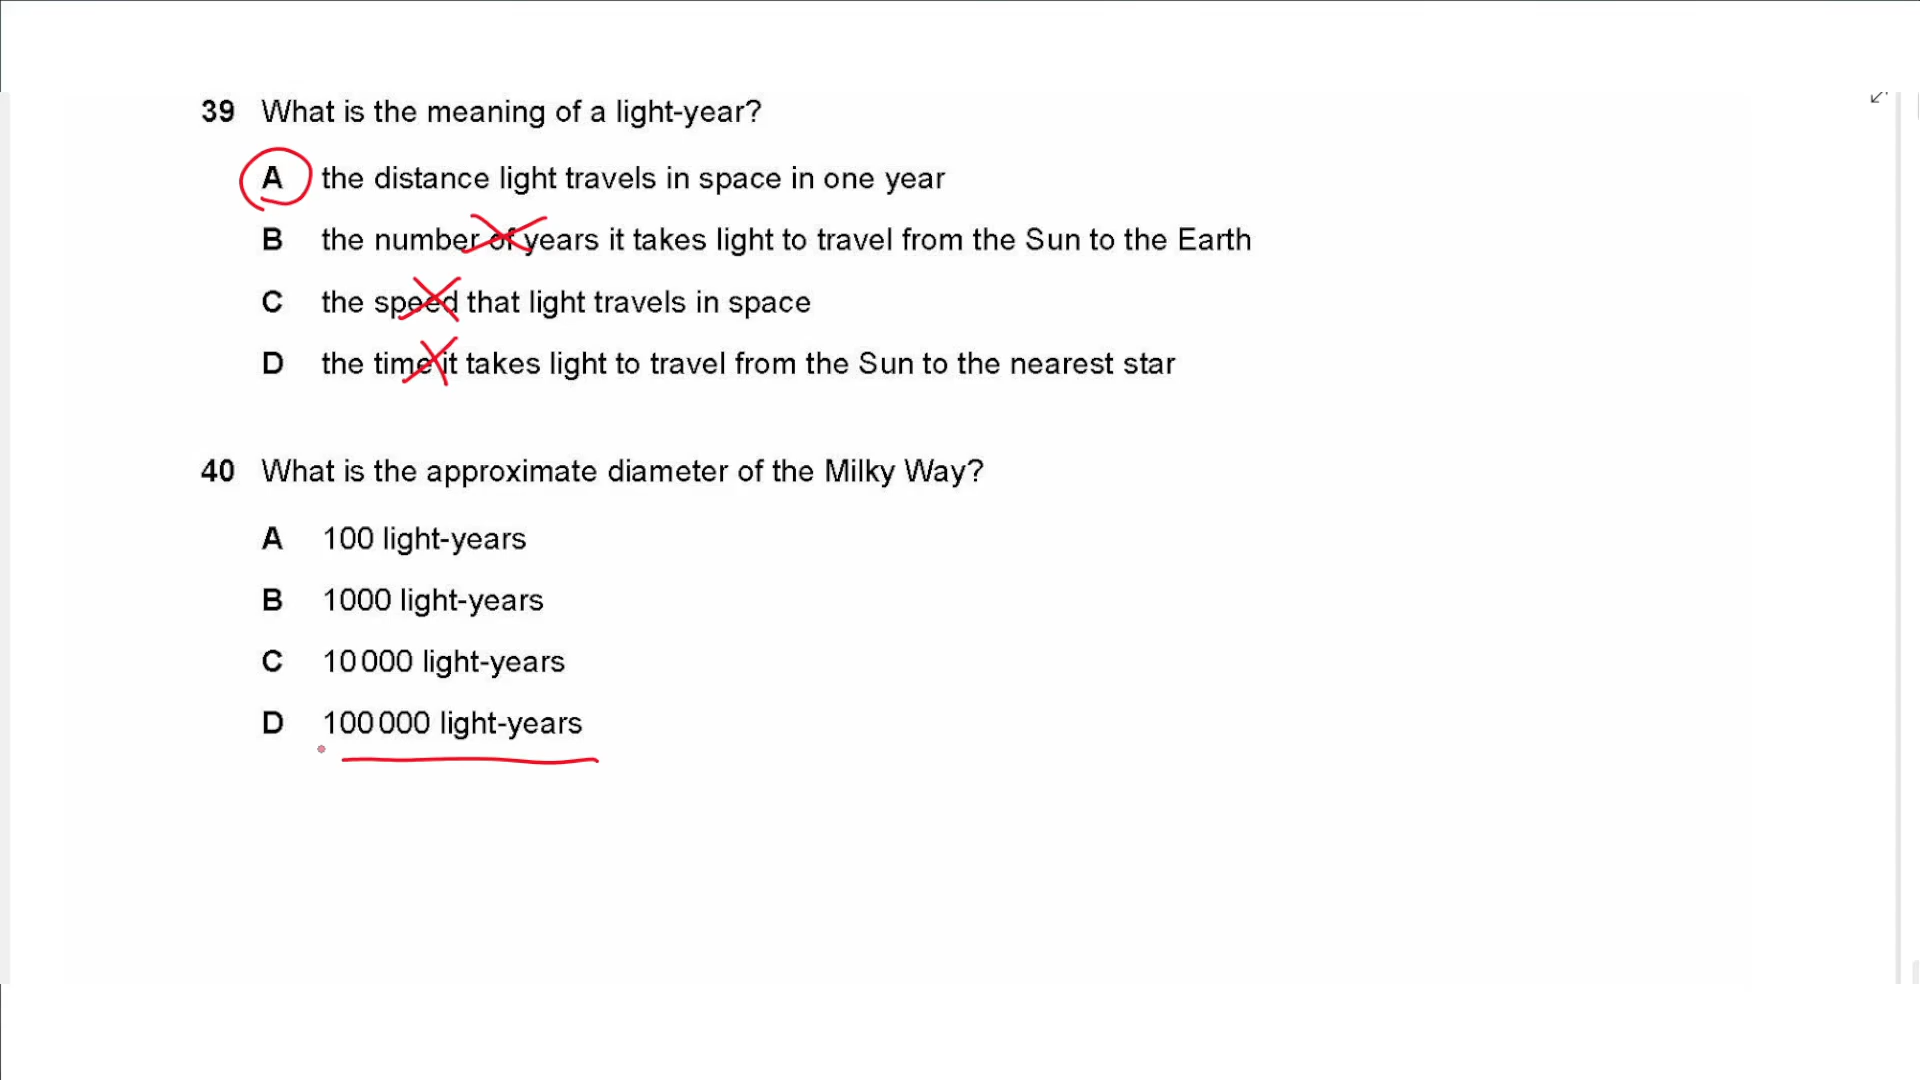 39 What is the meaning of a light-year?
A the distance light travels in space in one year
B the number of years it takes light to travel from the Sun to the Earth
C the speed that light travels in space
D the time it takes light to travel from the Sun to the nearest star
40 What is the approximate diameter of the Milky Way?
A 100 light-years
B 1000 light-years
C 10 000 light-years
D 100 000 light-years